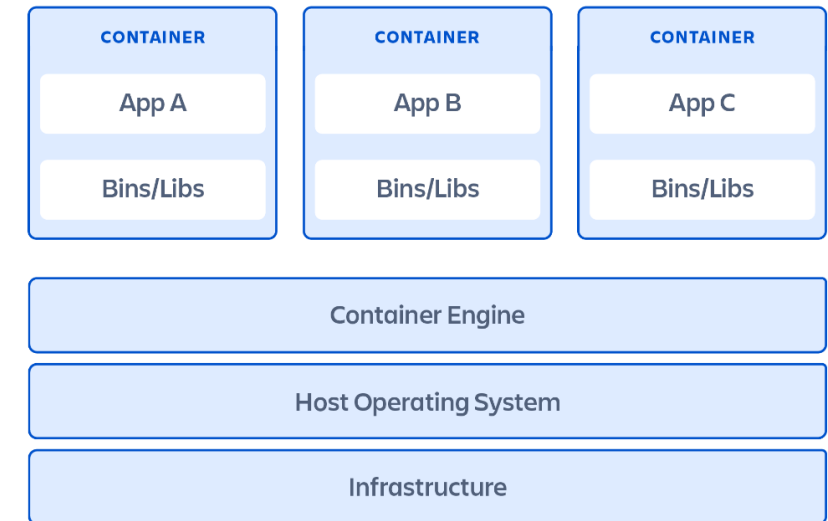 CONTAINER
CONTAINER
CONTAINER
App A
App B
App C
Bins/Libs
Bins/Libs
Bins/Libs
Container Engine
Host Operating System
Infrastructure